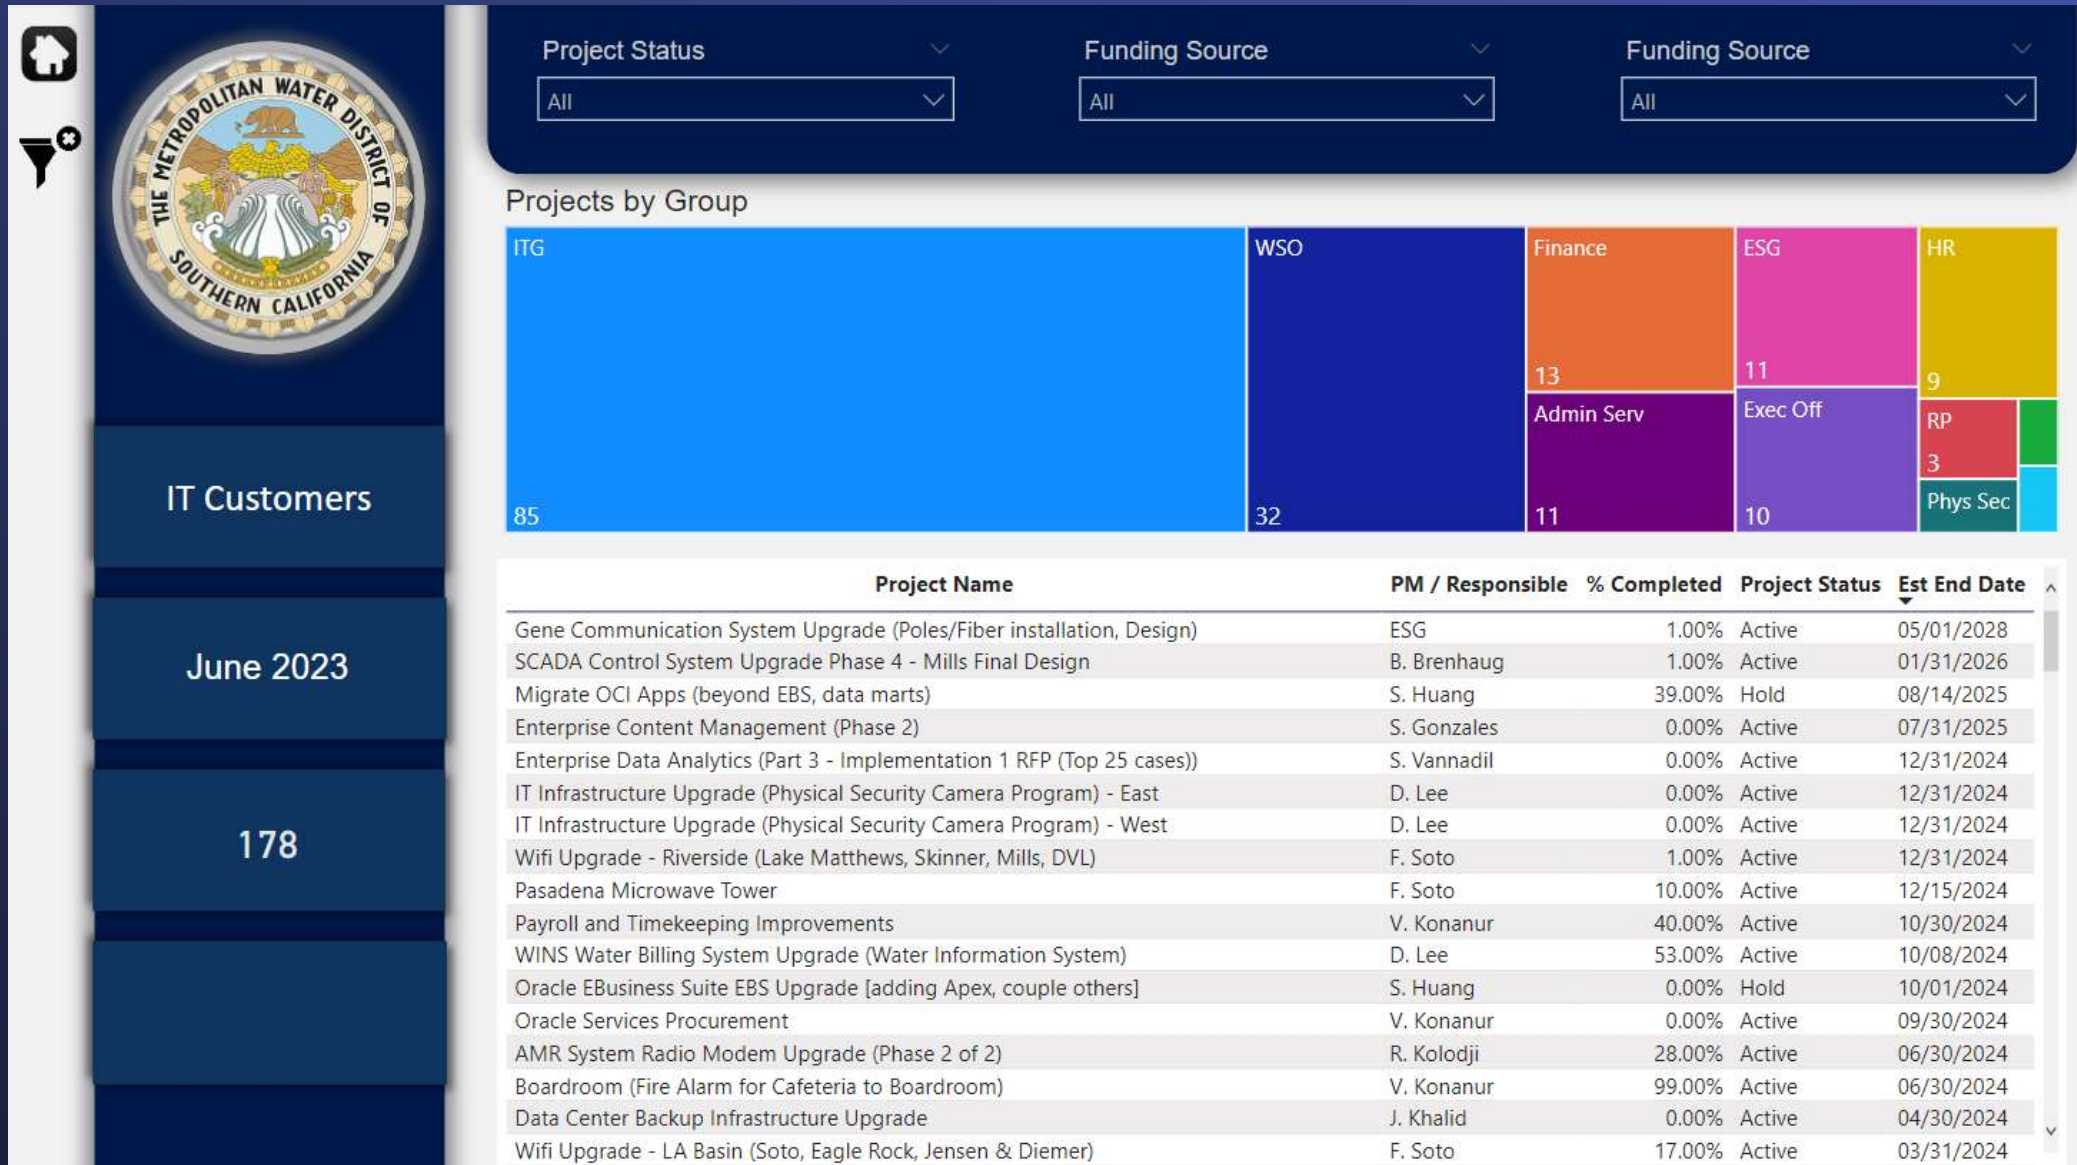 THE METROPOLITAN WATER DISTRICT OF
SOUTHERN CALIFORNIA
IT Customers
June 2023
178
Project Status
All
Funding Source
All
Funding Source
All
Projects by Group
ITG
85
WSO
32
Finance
13
Admin Serv
11
ESG
11
Exec Off
10
HR
9
RP
3
Phys Sec
Project Name PM / Responsible % Completed Project Status Est End Date
Gene Communication System Upgrade (Poles/Fiber installation, Design) ESG 1.00% Active 05/01/2028
SCADA Control System Upgrade Phase 4 - Mills Final Design B. Brenhaug 1.00% Active 01/31/2026
Migrate OCI Apps (beyond EBS, data marts) S. Huang 39.00% Hold 08/14/2025
Enterprise Content Management (Phase 2) S. Gonzales 0.00% Active 07/31/2025
Enterprise Data Analytics (Part 3 - Implementation 1 RFP (Top 25 cases)) S. Vannadil 0.00% Active 12/31/2024
IT Infrastructure Upgrade (Physical Security Camera Program) - East D. Lee 0.00% Active 12/31/2024
IT Infrastructure Upgrade (Physical Security Camera Program) - West D. Lee 0.00% Active 12/31/2024
Wifi Upgrade - Riverside (Lake Matthews, Skinner, Mills, DVL) F. Soto 1.00% Active 12/31/2024
Pasadena Microwave Tower F. Soto 10.00% Active 12/15/2024
Payroll and Timekeeping Improvements V. Konanur 40.00% Active 10/30/2024
WINS Water Billing System Upgrade (Water Information System) D. Lee 53.00% Active 10/08/2024
Oracle EBusiness Suite EBS Upgrade [adding Apex, couple others] S. Huang 0.00% Hold 10/01/2024
Oracle Services Procurement V. Konanur 0.00% Active 09/30/2024
AMR System Radio Modem Upgrade (Phase 2 of 2) R. Kolodji 28.00% Active 06/30/2024
Boardroom (Fire Alarm for Cafeteria to Boardroom) V. Konanur 99.00% Active 06/30/2024
Data Center Backup Infrastructure Upgrade J. Khalid 0.00% Active 04/30/2024
Wifi Upgrade - LA Basin (Soto, Eagle Rock, Jensen & Diemer) F. Soto 17.00% Active 03/31/2024